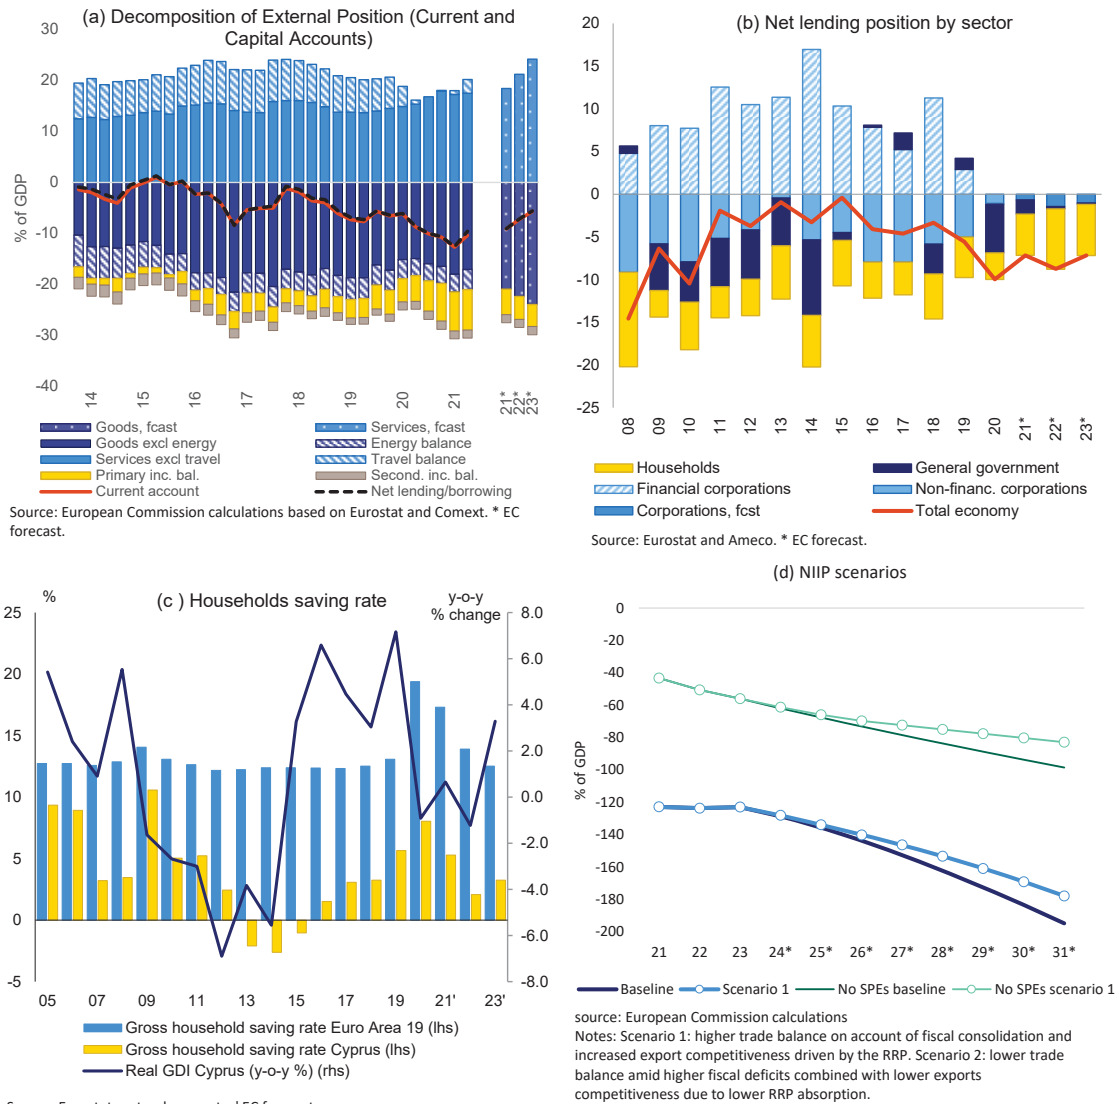 (a) Decomposition of External Position (Current and
Capital Accounts)
30
20
10
0
-10
-20
-30
-40
% of GDP
14
15
16
17
18
19
20
21
21*
22*
23*
Goods, fcast
Services, fcast
Goods excl energy
Energy balance
Services excl travel
Travel balance
Primary inc. bal.
Second. inc. bal.
Current account
Net lending/borrowing
Source: European Commission calculations based on Eurostat and Comext. * EC
forecast.
(b) Net lending position by sector
20
15
10
5
0
-5
-10
-15
-20
-25
08
09
10
11
12
13
14
15
16
17
18
19
20
21*
22*
23*
Households
General government
Financial corporations
Non-financ. corporations
Corporations, fcst
Total economy
Source: Eurostat and Ameco. * EC forecast.
(c ) Households saving rate
%
y-o-y
% change
25
20
15
10
5
0
-5
8.0
6.0
4.0
2.0
0.0
-2.0
-4.0
-6.0
-8.0
05
07
09
11
13
15
17
19
21'
23'
Gross household saving rate Euro Area 19 (lhs)
Gross household saving rate Cyprus (lhs)
Real GDI Cyprus (y-o-y %) (rhs)
(d) NIIP scenarios
0
-20
-40
-60
-80
-100
-120
-140
-160
-180
-200
% of GDP
21
22
23
24*
25*
26*
27*
28*
29*
30*
31*
Baseline
Scenario 1
No SPEs baseline
No SPEs scenario 1
source: European Commission calculations
Notes: Scenario 1: higher trade balance on account of fiscal consolidation and
increased export competitiveness driven by the RRP. Scenario 2: lower trade
balance amid higher fiscal deficits combined with lower exports
competitiveness due to lower RRP absorption.